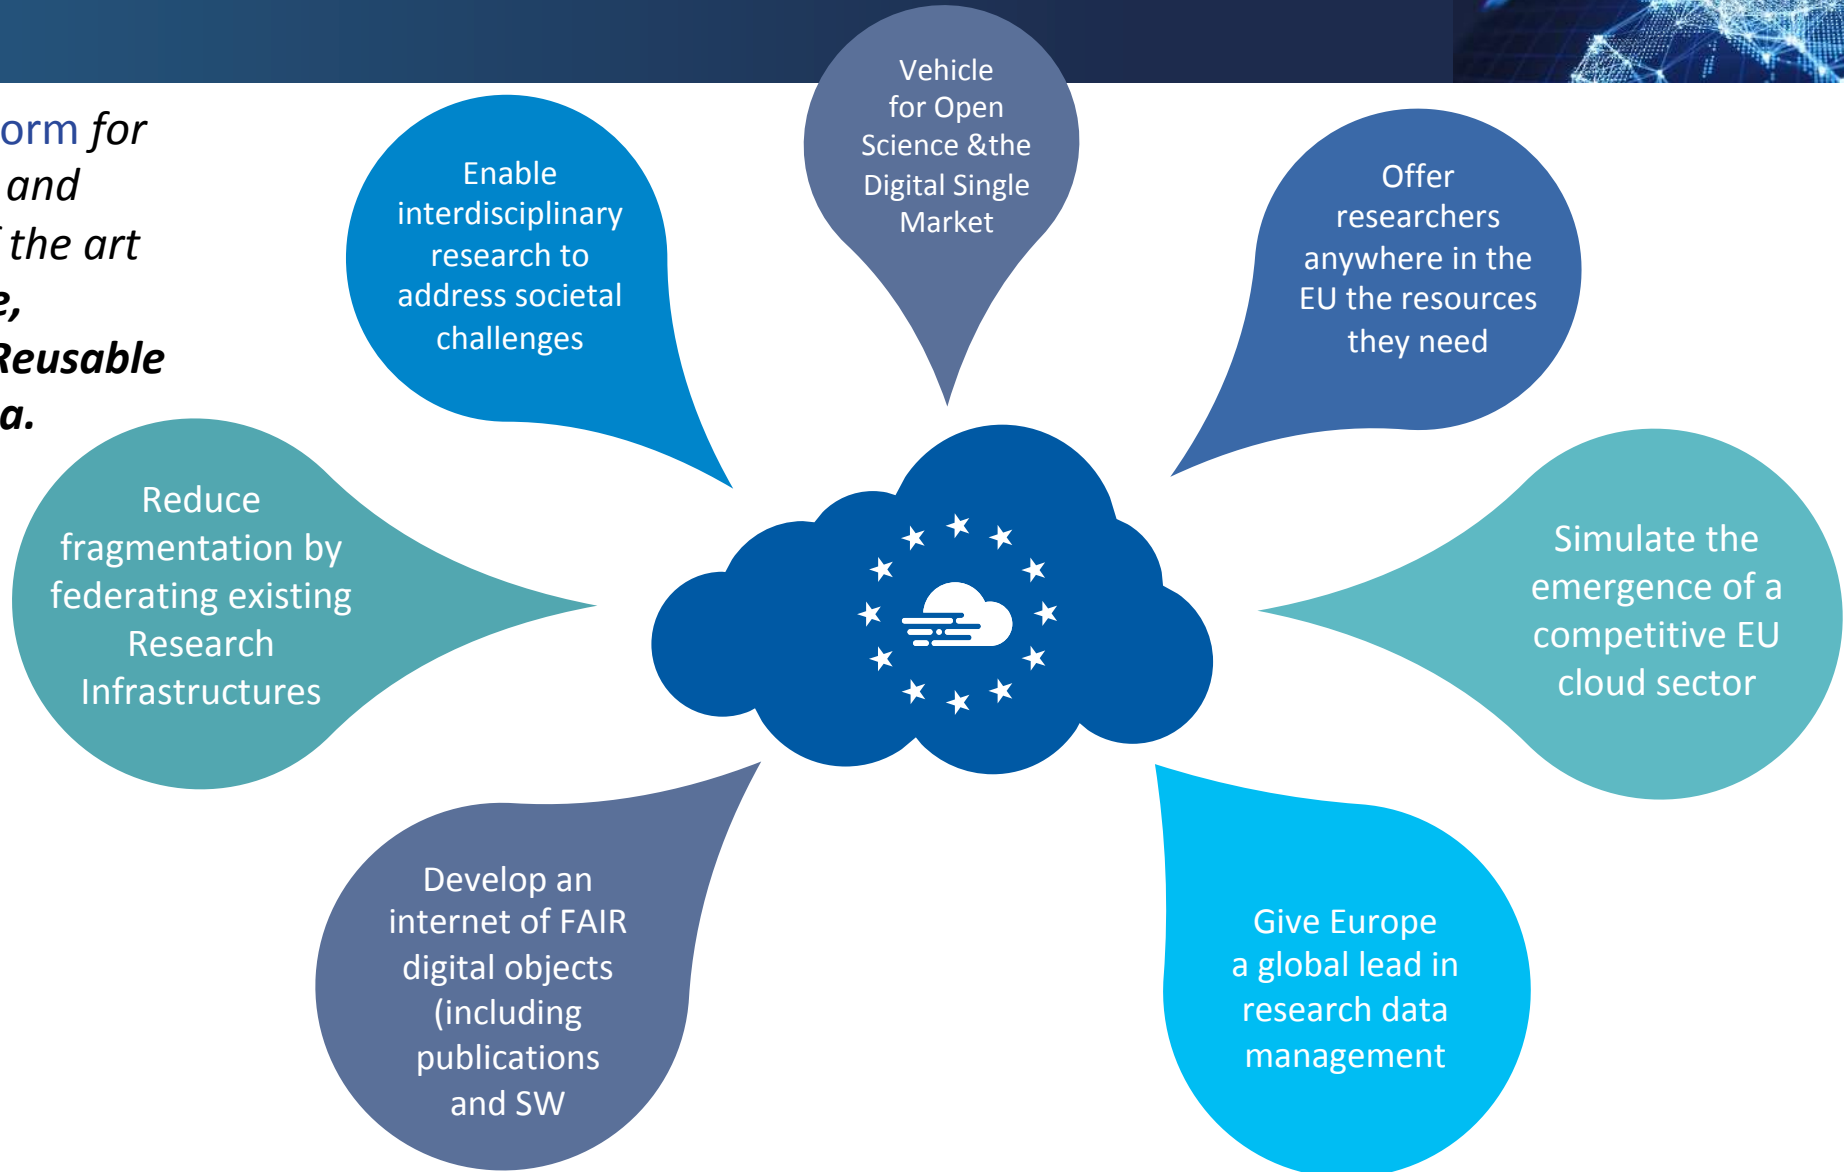 orm for
and
the art
e,
Reusable
a.
Vehicle
for Open
Science &the
Digital Single
Market
Enable
interdisciplinary
research to
address societal
challenges
Offer
researchers
anywhere in the
EU the resources
they need
Reduce
fragmentation by
federating existing
Research
Infrastructures
Simulate the
emergence of a
competitive EU
cloud sector
Develop an
internet of FAIR
digital objects
(including
publications
and SW
Give Europe
a global lead in
research data
management